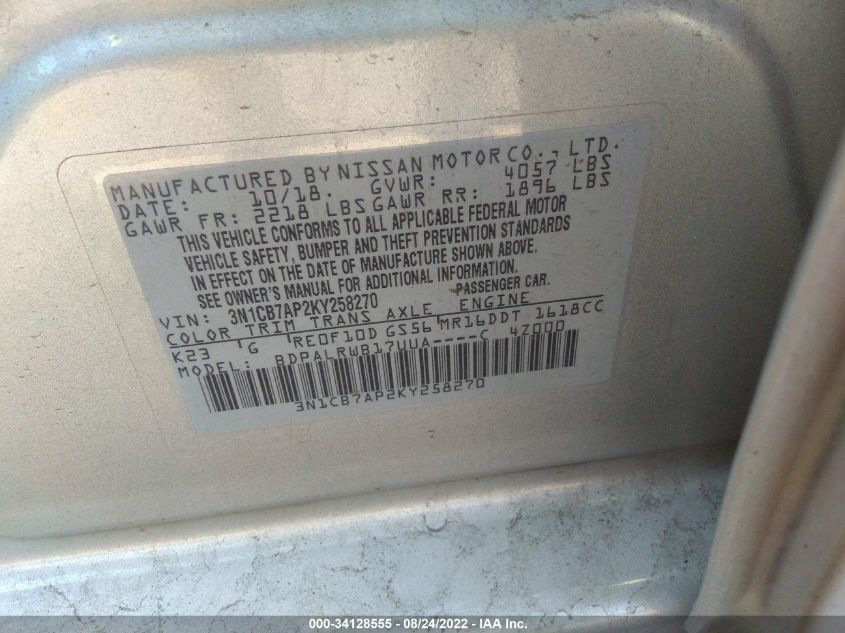 MANUFACTURED BY NISSAN MOTOR CO., LTD.
DATE: 10/18. GVWR: 4057 LBS
GAWR FR: 2218 LBS GAWR RR: 1896 LBS
THIS VEHICLE CONFORMS TO ALL APPLICABLE FEDERAL MOTOR
VEHICLE SAFETY, BUMPER AND THEFT PREVENTION STANDARDS
IN EFFECT ON THE DATE OF MANUFACTURE SHOWN ABOVE.
SEE OWNER'S MANUAL FOR ADDITIONAL INFORMATION.
VIN: 3N1CB7AP2KY258270 PASSENGER CAR.
COLOR TRIM TRANS AXLE ENGINE
K23 'G 'RE0F10D GS56 'MR16DDT 1618CC
MODEL: BDPALRWB17UUA----C 4Z000
3N1CB7AP2KY258270
000-34128555 - 08/24/2022 - IAA Inc.